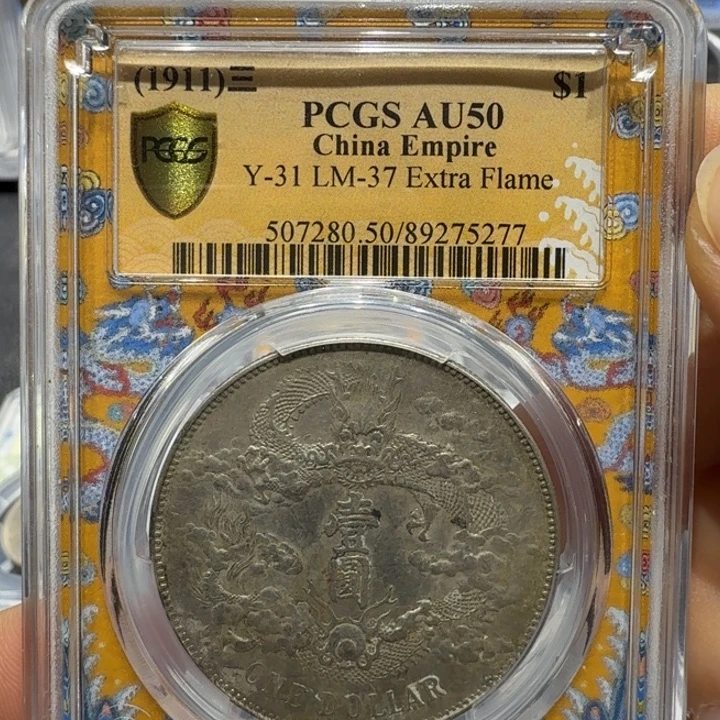 (1911)三 $1
PCGS
PCGS AU50
China Empire
Y-31 LM-37 Extra Flame
507280.50/89275277
壹
圓
ONE DOLLAR